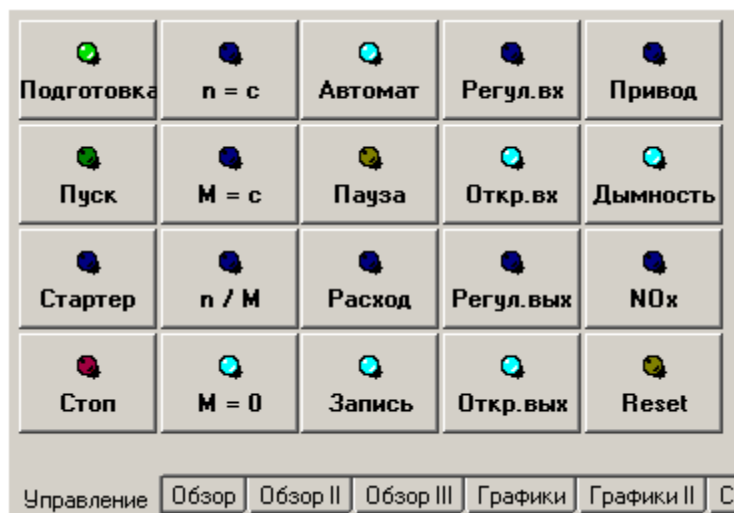 Подготовка n = c Автомат Регул.вх Привод
Пуск M = c Пауза Откр.вх Дымность
Стартер n / M Расход Регул.вых NOx
Стоп M = 0 Запись Откр.вых Reset
Управление Обзор Обзор II Обзор III Графики Графики II С